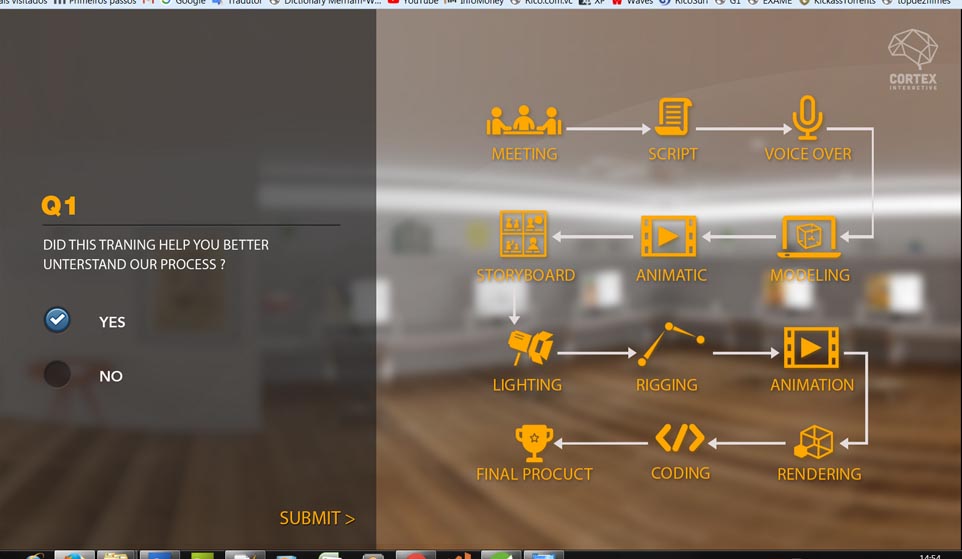 ais visitados Primeiros passos Google Tradutor Dictionary Merriam-W... YouTube InfoMoney Rico.com.vc XP Waves RicoSurf G1 EXAME KickassTorrents topdezfilmes
CORTEX
INTERACTIVE
MEETING SCRIPT VOICE OVER
Q1
DID THIS TRANING HELP YOU BETTER
UNTERSTAND OUR PROCESS ?
YES
NO
STORYBOARD ANIMATIC MODELING
LIGHTING RIGGING ANIMATION
FINAL PROCUCT CODING RENDERING
SUBMIT >
14:54